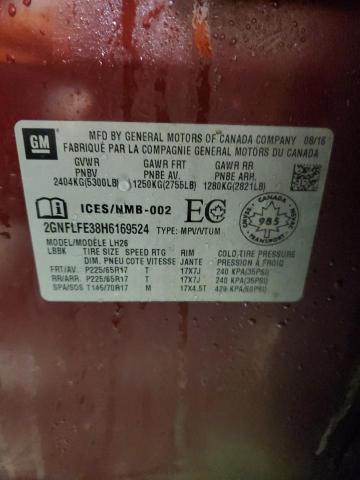 GM
MFD BY GENERAL MOTORS OF CANADA COMPANY 08/16
FABRIQUÉ PAR LA COMPAGNIE GENERAL MOTORS DU CANADA
GVWR GAWR FRT GAWR RR
PNBV PNBE AV. PNBE ARR.
2404KG(5300LB) 1250KG(2755LB) 1280KG(2821LB)
ICES/NMB-002 EC
CANADA
985
TRANS
TYPE: MPV/VTUM
2GNFLFE38H6169524
MODEL/MODÈLE LH26
LBBK TIRE SIZE SPEED RTG RIM COLD TIRE PRESSURE
DIM. PNEU COTE VITESSE JANTE PRESSION À FROID
FRT/AV. P225/65R17 T 17X7J 240 KPA(35PSI)
RR/ARR. P225/65R17 T 17X7J 240 KPA(35PSI)
SPA/SOS T145/70R17 M 17X4.5T 420 KPA(60PSI)